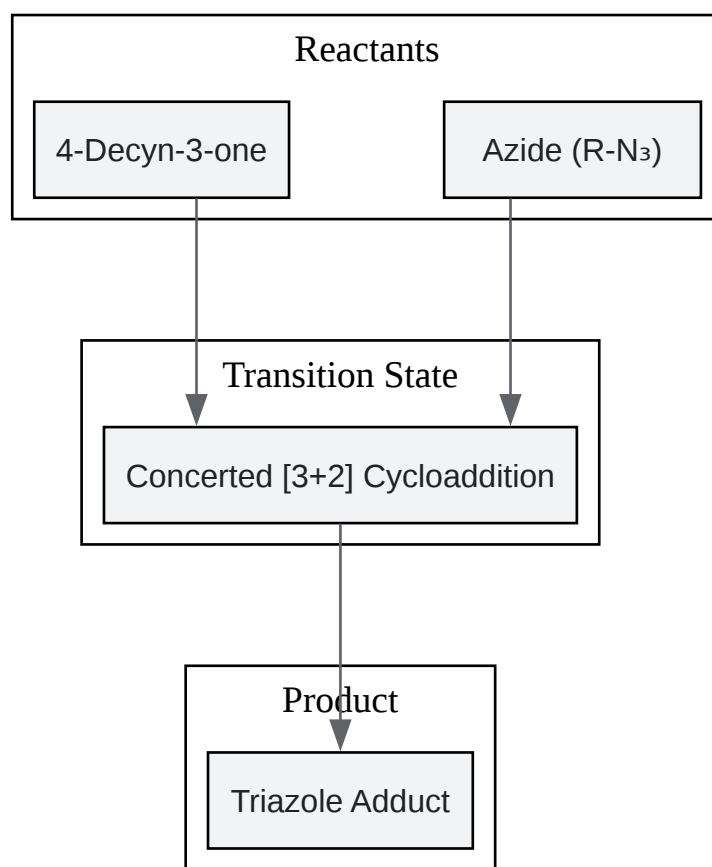 Reactants
4-Decyn-3-one
Azide (R-N₃)
Transition State
Concerted [3+2] Cycloaddition
Product
Triazole Adduct